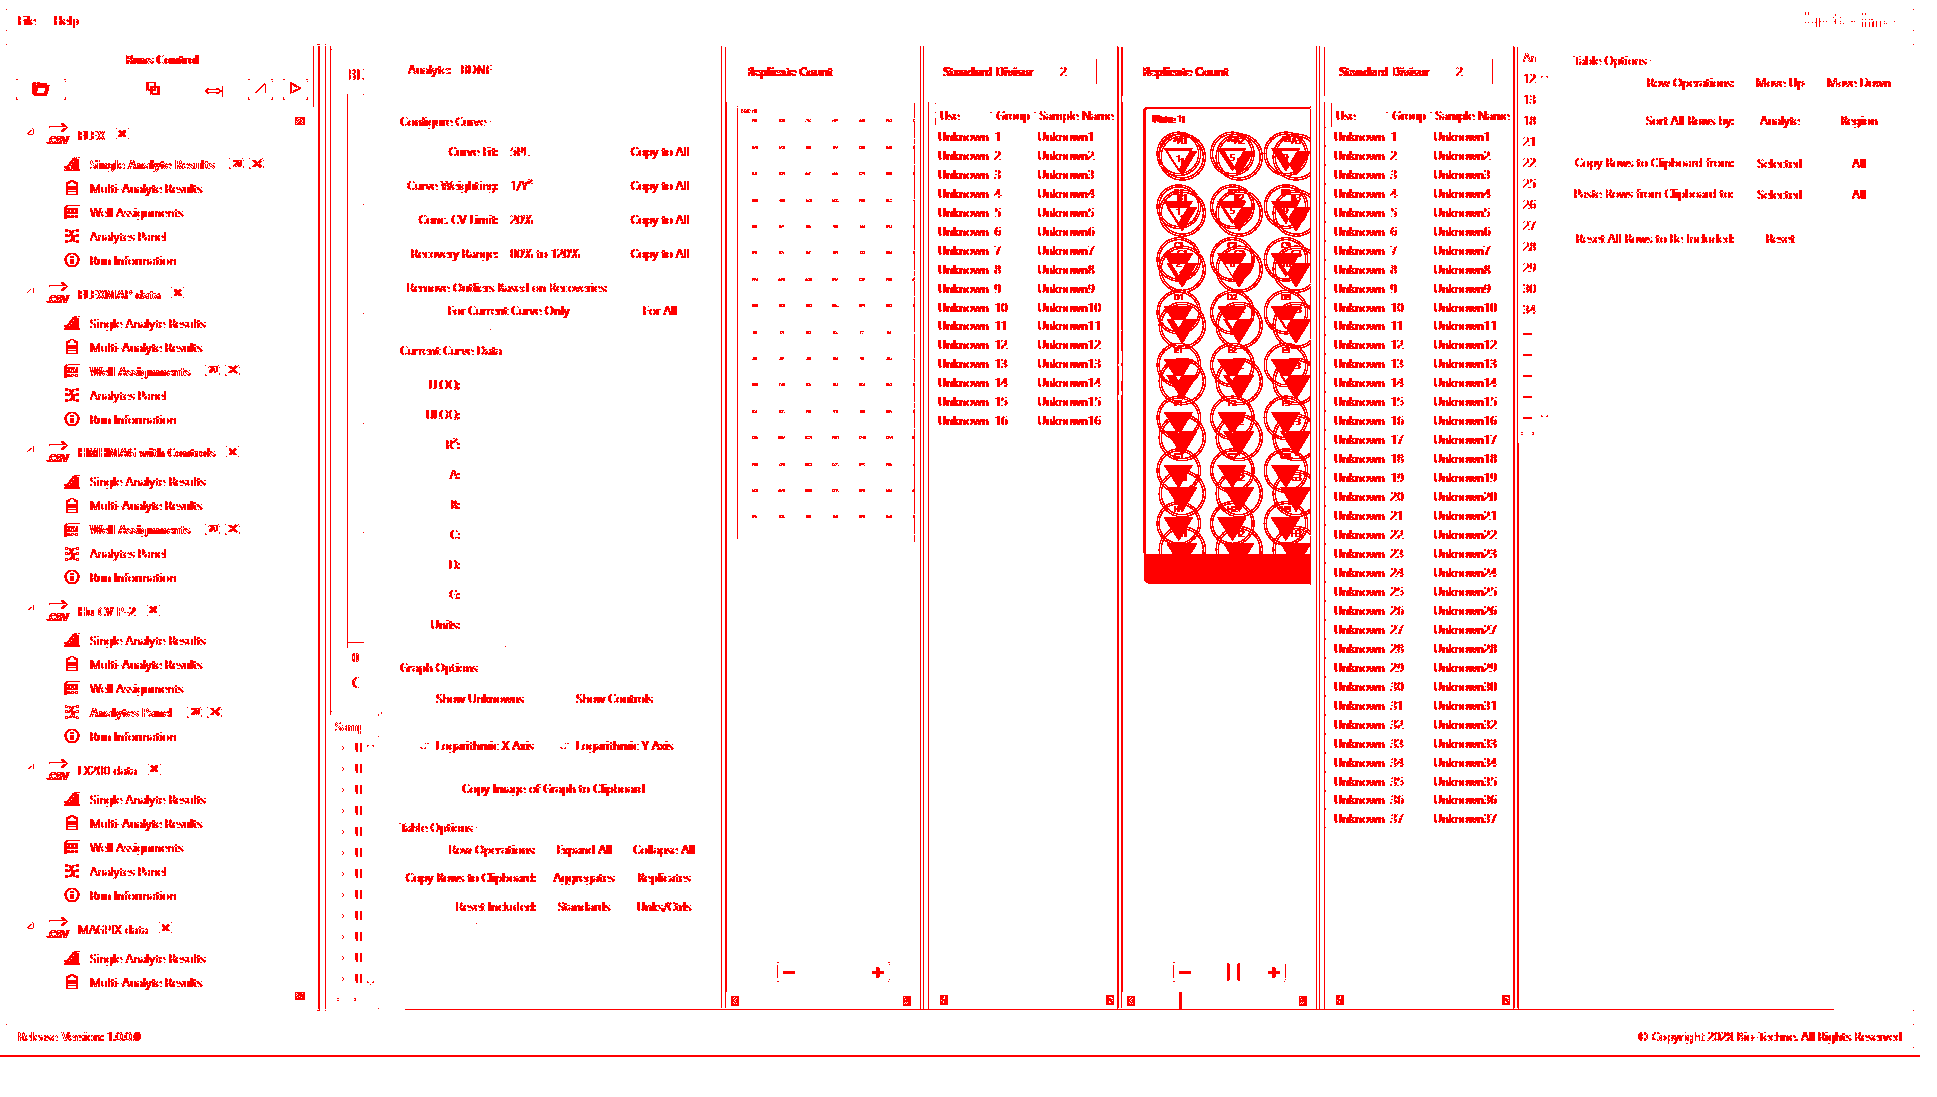 File Help
Runs Control
.csv FLEX
Single Analyte Results
Multi-Analyte Results
Well Assignments
Analytes Panel
Run Information
.csv FLEXMAP data
Single Analyte Results
Multi-Analyte Results
Well Assignments
Analytes Panel
Run Information
.csv with Controls
Single Analyte Results
Multi-Analyte Results
Well Assignments
Analytes Panel
Run Information
.csv
Single Analyte Results
Multi-Analyte Results
Well Assignments
Analytes Panel
Run Information
.csv LX200 data
Single Analyte Results
Multi-Analyte Results
Well Assignments
Analytes Panel
Run Information
.csv MAGPIX data
Single Analyte Results
Multi-Analyte Results
Analyte: BDNF
Configure Curve
Curve Fit: 5PL Copy to All
Curve Weighting: 1/Y² Copy to All
Conc. CV Limit: 20% Copy to All
Recovery Range: 80% to 120% Copy to All
Remove Outliers Based on Recoveries:
For Current Curve Only For All
Current Curve Data
LLOQ:
ULOQ:
R²:
A:
B:
C:
D:
G:
Units:
Graph Options
Show Unknowns Show Controls
Logarithmic X Axis Logarithmic Y Axis
Copy Image of Graph to Clipboard
Table Options
Row Operations: Expand All Collapse All
Copy Rows to Clipboard: Aggregates Replicates
Reset Included: Standards Unks/Ctrls
Replicate Count
− +
Standard Divisor 2
Use Group Sample Name
Unknown 1 Unknown1
Unknown 2 Unknown2
Unknown 3 Unknown3
Unknown 4 Unknown4
Unknown 5 Unknown5
Unknown 6 Unknown6
Unknown 7 Unknown7
Unknown 8 Unknown8
Unknown 9 Unknown9
Unknown 10 Unknown10
Unknown 11 Unknown11
Unknown 12 Unknown12
Unknown 13 Unknown13
Unknown 14 Unknown14
Unknown 15 Unknown15
Unknown 16 Unknown16
Replicate Count
Plate 1
− +
Standard Divisor 2
Use Group Sample Name
Unknown 1 Unknown1
Unknown 2 Unknown2
Unknown 3 Unknown3
Unknown 4 Unknown4
Unknown 5 Unknown5
Unknown 6 Unknown6
Unknown 7 Unknown7
Unknown 8 Unknown8
Unknown 9 Unknown9
Unknown 10 Unknown10
Unknown 11 Unknown11
Unknown 12 Unknown12
Unknown 13 Unknown13
Unknown 14 Unknown14
Unknown 15 Unknown15
Unknown 16 Unknown16
Unknown 17 Unknown17
Unknown 18 Unknown18
Unknown 19 Unknown19
Unknown 20 Unknown20
Unknown 21 Unknown21
Unknown 22 Unknown22
Unknown 23 Unknown23
Unknown 24 Unknown24
Unknown 25 Unknown25
Unknown 26 Unknown26
Unknown 27 Unknown27
Unknown 28 Unknown28
Unknown 29 Unknown29
Unknown 30 Unknown30
Unknown 31 Unknown31
Unknown 32 Unknown32
Unknown 33 Unknown33
Unknown 34 Unknown34
Unknown 35 Unknown35
Unknown 36 Unknown36
Unknown 37 Unknown37
An
12
13
18
21
22
25
26
27
28
29
30
34
Table Options
Row Operations: Move Up Move Down
Sort All Rows by: Analyte Region
Copy Rows to Clipboard from: Selected All
Paste Rows from Clipboard to: Selected All
Reset All Rows to Be Included: Reset
Release Version: 1.0.0.0
© Copyright 2023 Bio-Techne. All Rights Reserved